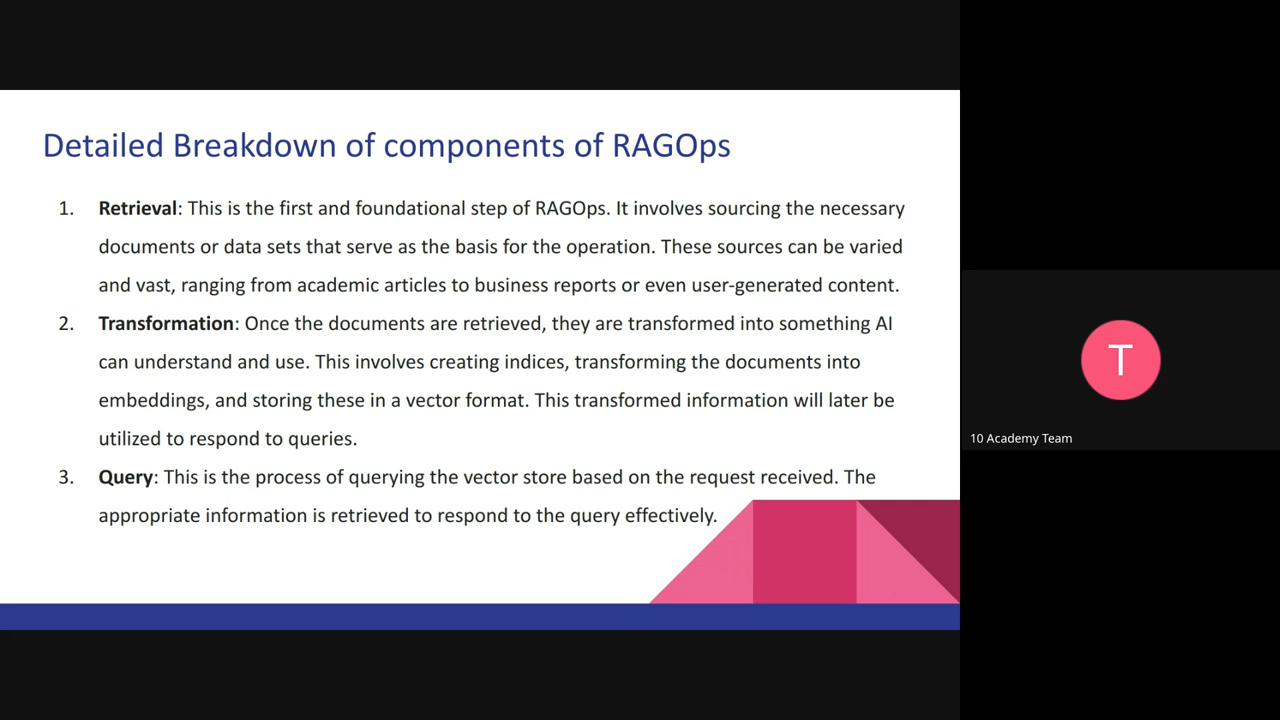 Detailed Breakdown of components of RAGOps
1. Retrieval: This is the first and foundational step of RAGOps. It involves sourcing the necessary
documents or data sets that serve as the basis for the operation. These sources can be varied
and vast, ranging from academic articles to business reports or even user-generated content.
2. Transformation: Once the documents are retrieved, they are transformed into something AI
can understand and use. This involves creating indices, transforming the documents into
embeddings, and storing these in a vector format. This transformed information will later be
utilized to respond to queries.
3. Query: This is the process of querying the vector store based on the request received. The
appropriate information is retrieved to respond to the query effectively.
T
10 Academy Team